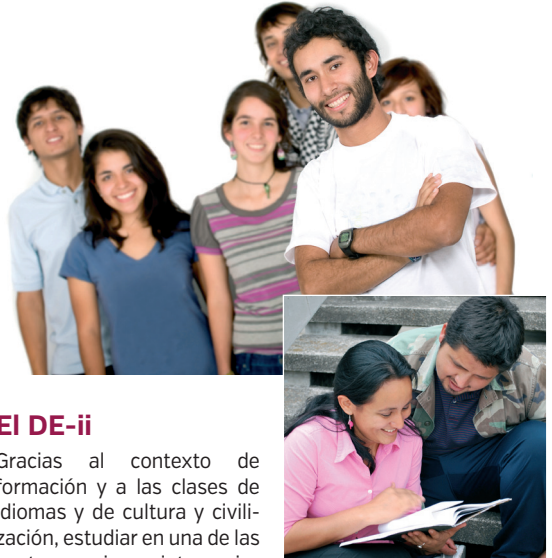 El DE-ii
Gracias al contexto de
formación y a las clases de
idiomas y de cultura y civili-
zación, estudiar en una de las